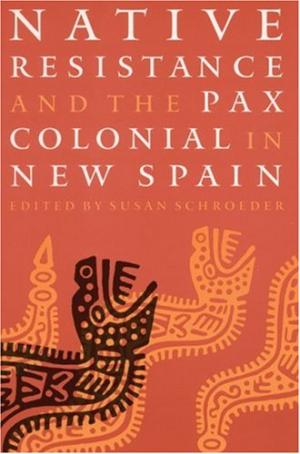 NATIVE
RESISTANCE
AND THE PAX
COLONIAL IN
NEW SPAIN
EDITED BY SUSAN SCHROEDER